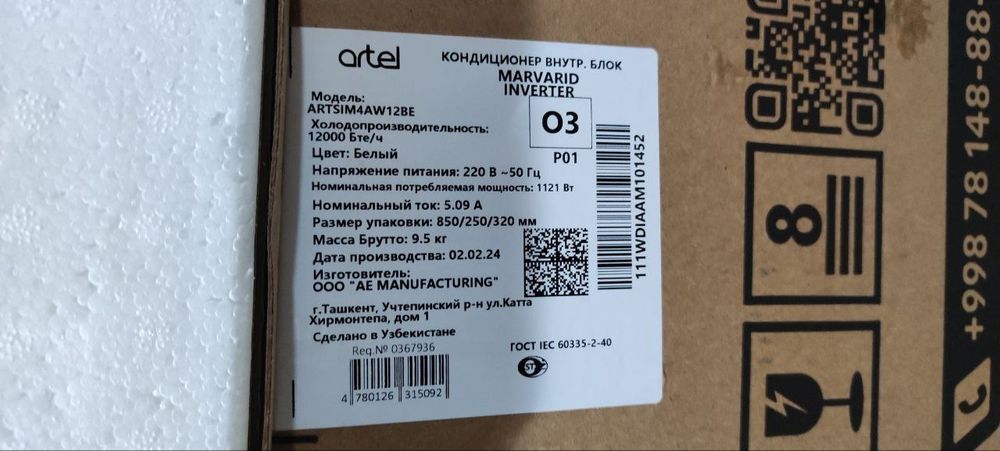 artel
КОНДИЦИОНЕР ВНУТР. БЛОК
MARVARID
INVERTER
Модель:
ARTSIM4AW12BE
Холодопроизводительность:
12000 Бте/ч
Цвет: Белый
Напряжение питания: 220 В ~50 Гц
Номинальная потребляемая мощность: 1121 Вт
Номинальный ток: 5.09 А
Размер упаковки: 850/250/320 мм
Масса Брутто: 9.5 кг
Дата производства: 02.02.24
Изготовитель:
ООО "AE MANUFACTURING"
г.Ташкент, Учтепинский р-н ул.Катта
Хирмонтепа, дом 1
Сделано в Узбекистане
Reg.№ 0367936
4 780126 315092
ГОСТ IEC 60335-2-40
ST
O3
P01
111WDIAAM101452
8
+998 78 148-88-